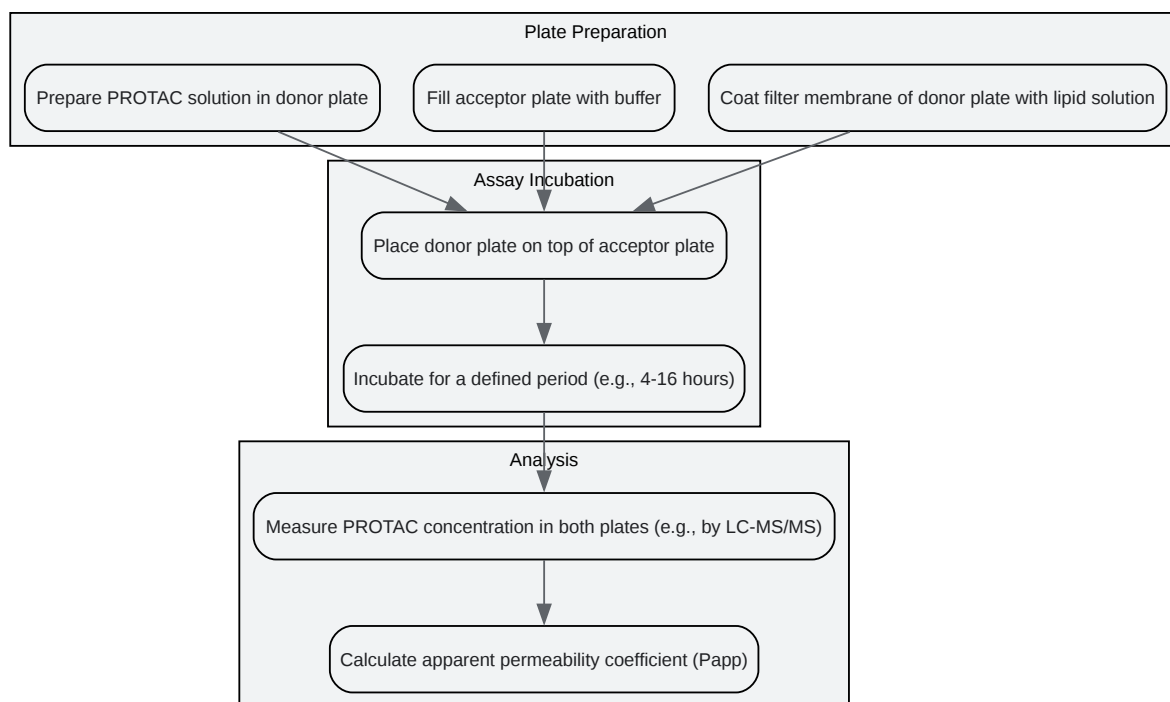 Plate Preparation
Prepare PROTAC solution in donor plate
Fill acceptor plate with buffer
Coat filter membrane of donor plate with lipid solution
Assay Incubation
Place donor plate on top of acceptor plate
Incubate for a defined period (e.g., 4-16 hours)
Analysis
Measure PROTAC concentration in both plates (e.g., by LC-MS/MS)
Calculate apparent permeability coefficient (Papp)